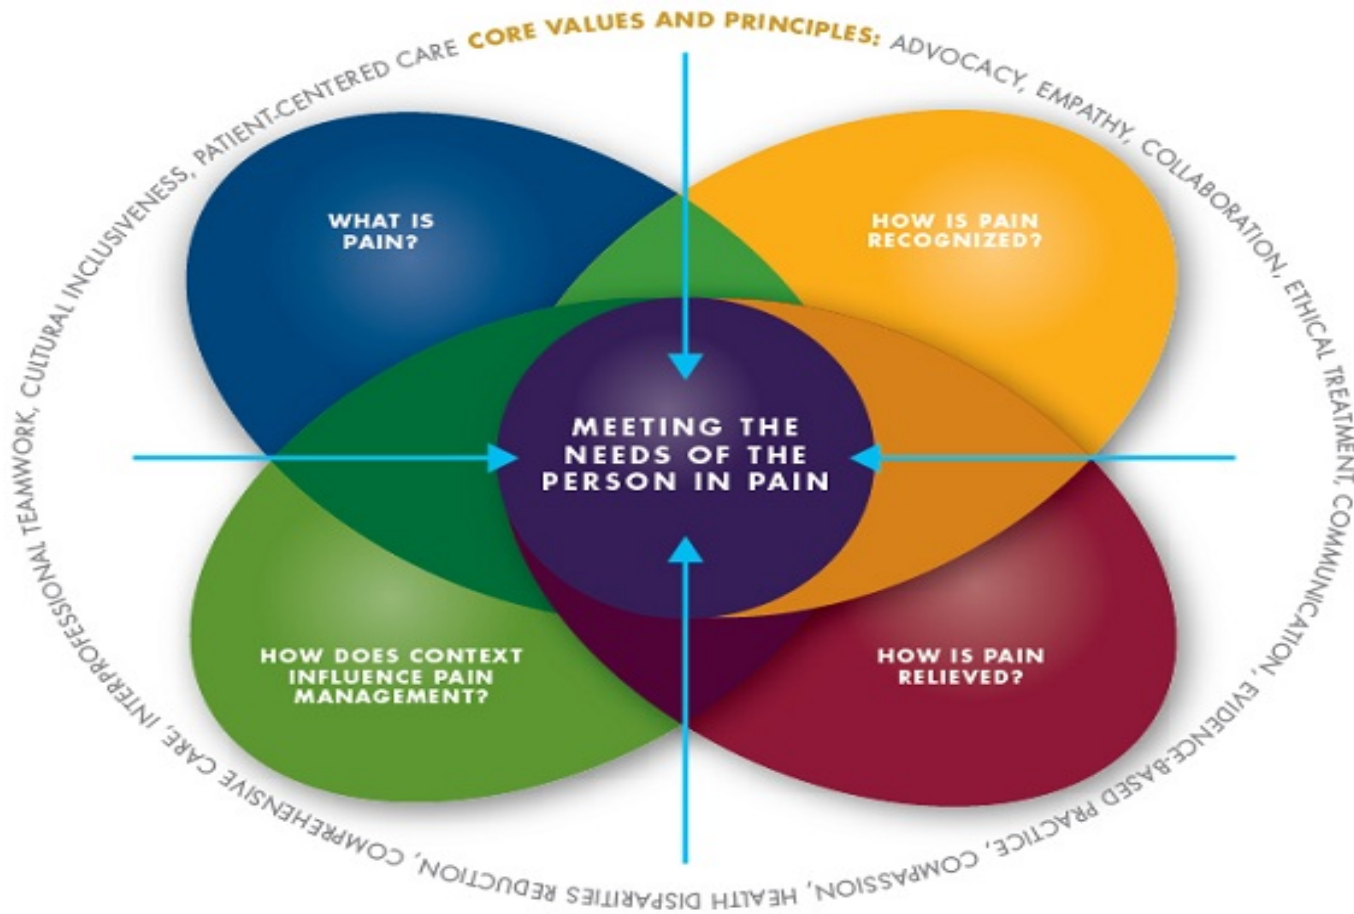 CORE VALUES AND PRINCIPLES: ADVOCACY, EMPATHY, COLLABORATION, ETHICAL TREATMENT, COMMUNICATION, EVIDENCE-BASED PRACTICE, COMPASSION, HEALTH DISPARITIES REDUCTION, COMPREHENSIVE CARE, INTERPROFESSIONAL TEAMWORK, CULTURAL INCLUSIVENESS, PATIENT-CENTERED CARE
WHAT IS
PAIN?
HOW IS PAIN
RECOGNIZED?
MEETING THE
NEEDS OF THE
PERSON IN PAIN
HOW DOES CONTEXT
INFLUENCE PAIN
MANAGEMENT?
HOW IS PAIN
RELIEVED?